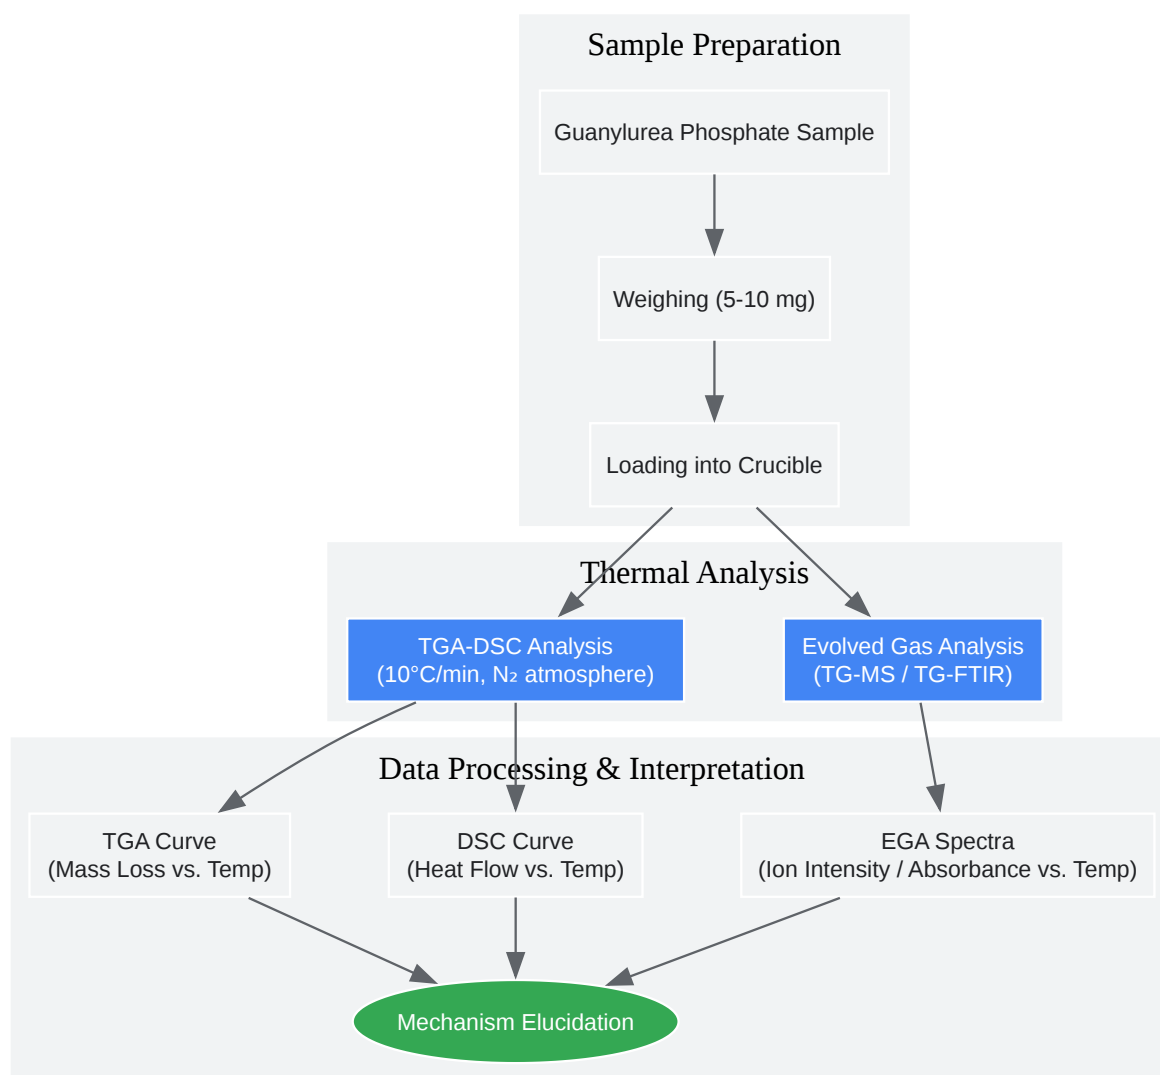 Sample Preparation
Guanylurea Phosphate Sample
Weighing (5-10 mg)
Loading into Crucible
Thermal Analysis
TGA-DSC Analysis
(10°C/min, N₂ atmosphere)
Evolved Gas Analysis
(TG-MS / TG-FTIR)
Data Processing & Interpretation
TGA Curve
(Mass Loss vs. Temp)
DSC Curve
(Heat Flow vs. Temp)
EGA Spectra
(Ion Intensity / Absorbance vs. Temp)
Mechanism Elucidation